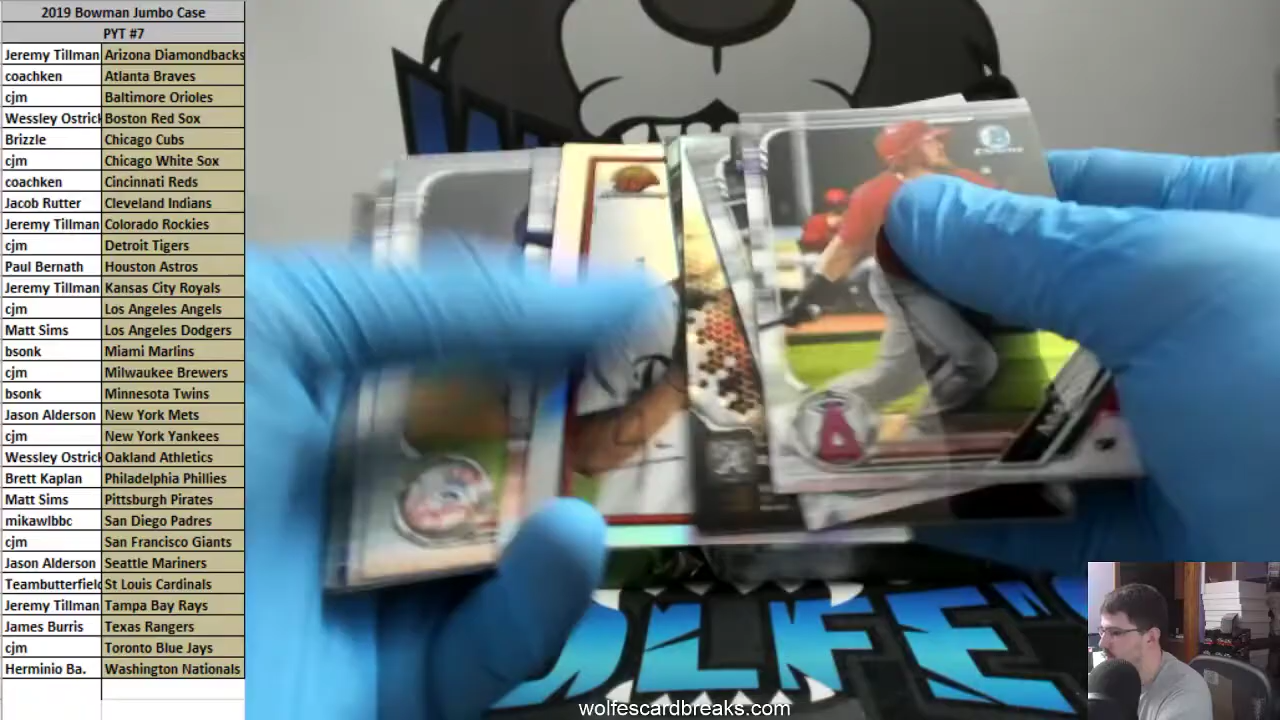 2019 Bowman Jumbo Case
PYT #7
Jeremy Tillman Arizona Diamondbacks
coachken Atlanta Braves
cjm Baltimore Orioles
Wessley Ostrick Boston Red Sox
Brizzle Chicago Cubs
cjm Chicago White Sox
coachken Cincinnati Reds
Jacob Rutter Cleveland Indians
Jeremy Tillman Colorado Rockies
cjm Detroit Tigers
Paul Bernath Houston Astros
Jeremy Tillman Kansas City Royals
cjm Los Angeles Angels
Matt Sims Los Angeles Dodgers
bsonk Miami Marlins
cjm Milwaukee Brewers
bsonk Minnesota Twins
Jason Alderson New York Mets
cjm New York Yankees
Wessley Ostrick Oakland Athletics
Brett Kaplan Philadelphia Phillies
Matt Sims Pittsburgh Pirates
mikawlbbc San Diego Padres
cjm San Francisco Giants
Jason Alderson Seattle Mariners
Teambutterfield St Louis Cardinals
Jeremy Tillman Tampa Bay Rays
James Burris Texas Rangers
cjm Toronto Blue Jays
Herminio Ba. Washington Nationals
wolfescardbreaks.com